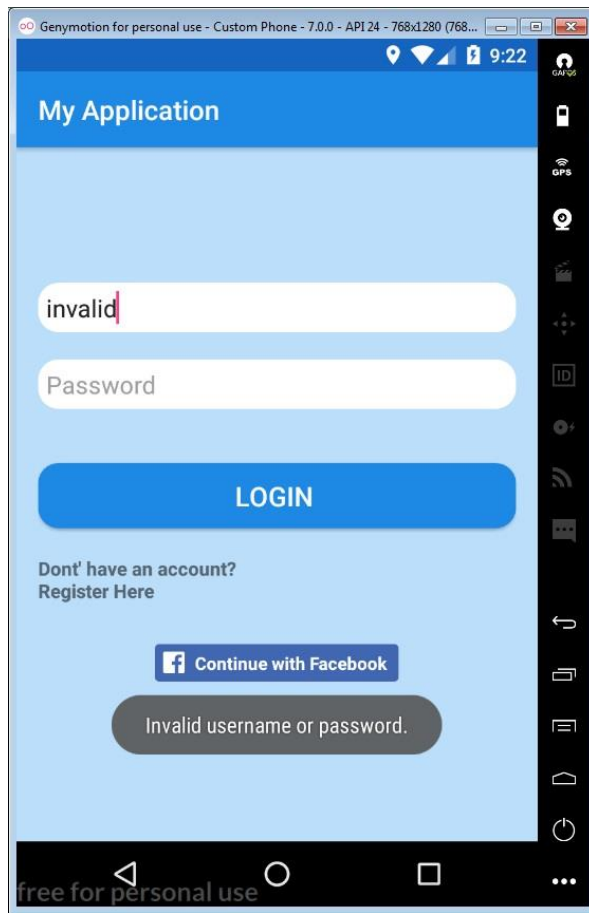 Genymotion for personal use - Custom Phone - 7.0.0 - API 24 - 768x1280 (768...
9:22
My Application
invalid
Password
LOGIN
Dont' have an account?
Register Here
Continue with Facebook
Invalid username or password.
free for personal use
GAPPS
GPS
ID